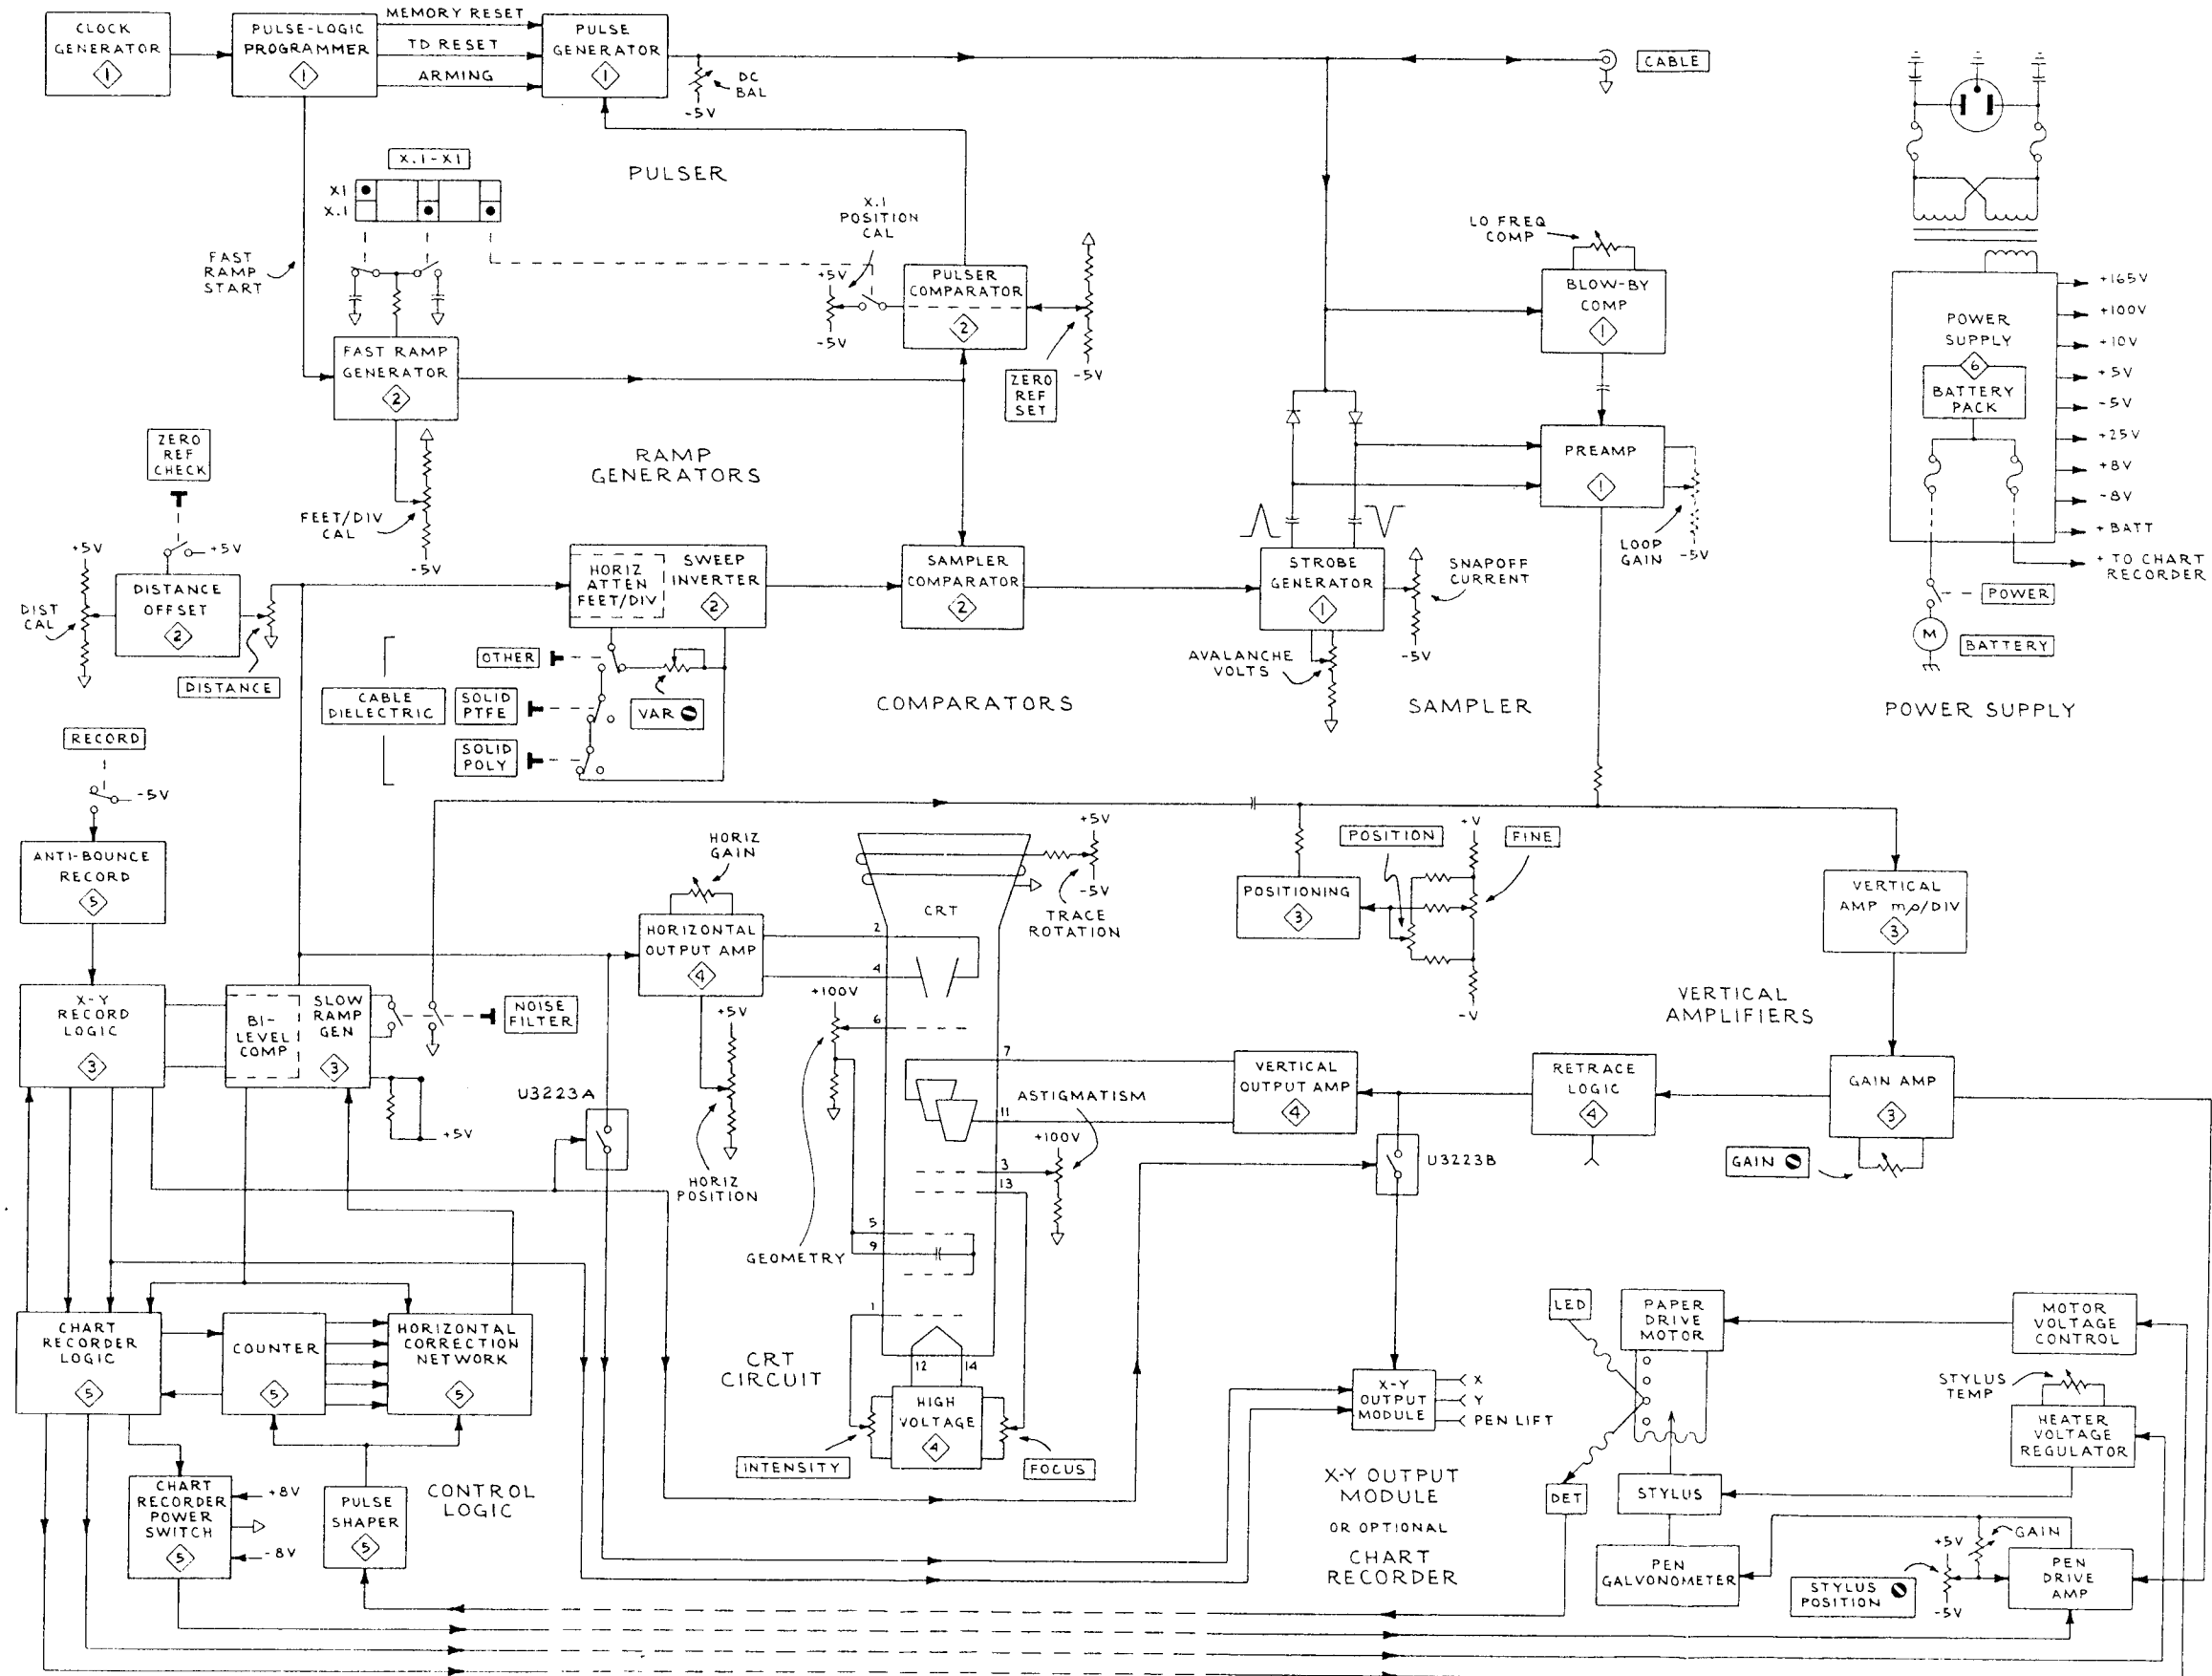 CLOCK
GENERATOR
1
PULSE-LOGIC
PROGRAMMER
1
MEMORY RESET
TD RESET
ARMING
PULSE
GENERATOR
1
DC
BAL
-5V
CABLE
X.1-X1
X1
X.1
PULSER
FAST
RAMP
START
X.1
POSITION
CAL
+5V
-5V
PULSER
COMPARATOR
2
ZERO
REF
SET
-5V
LO FREQ
COMP
BLOW-BY
COMP
1
FAST RAMP
GENERATOR
2
FEET/DIV
CAL
-5V
RAMP
GENERATORS
PREAMP
1
LOOP
GAIN
-5V
POWER
SUPPLY
6
BATTERY
PACK
+165V
+100V
+10V
+5V
-5V
+25V
+8V
-8V
+BATT
+ TO CHART
RECORDER
POWER
M
BATTERY
POWER SUPPLY
ZERO
REF
CHECK
+5V
+5V
DIST
CAL
DISTANCE
OFFSET
2
DISTANCE
HORIZ
ATTEN
FEET/DIV
SWEEP
INVERTER
2
SAMPLER
COMPARATOR
2
STROBE
GENERATOR
1
SNAPOFF
CURRENT
-5V
AVALANCHE
VOLTS
SAMPLER
OTHER
CABLE
DIELECTRIC
SOLID
PTFE
VAR
SOLID
POLY
COMPARATORS
RECORD
-5V
ANTI-BOUNCE
RECORD
5
HORIZ
GAIN
HORIZONTAL
OUTPUT AMP
4
CRT
+5V
-5V
TRACE
ROTATION
POSITION
+V
FINE
POSITIONING
3
-V
VERTICAL
AMP mρ/DIV
3
VERTICAL
AMPLIFIERS
X-Y
RECORD
LOGIC
3
BI-
LEVEL
COMP
SLOW
RAMP
GEN
3
NOISE
FILTER
+5V
U3223A
+5V
HORIZ
POSITION
+100V
2
4
6
7
11
3
13
5
9
1
12
14
GEOMETRY
ASTIGMATISM
+100V
VERTICAL
OUTPUT AMP
4
RETRACE
LOGIC
4
GAIN AMP
3
GAIN
U3223B
CHART
RECORDER
LOGIC
5
COUNTER
5
HORIZONTAL
CORRECTION
NETWORK
5
CRT
CIRCUIT
HIGH
VOLTAGE
4
INTENSITY
FOCUS
X-Y
OUTPUT
MODULE
X
Y
PEN LIFT
LED
PAPER
DRIVE
MOTOR
MOTOR
VOLTAGE
CONTROL
STYLUS
TEMP
HEATER
VOLTAGE
REGULATOR
CHART
RECORDER
POWER
SWITCH
5
+8V
-8V
PULSE
SHAPER
5
CONTROL
LOGIC
X-Y OUTPUT
MODULE
OR OPTIONAL
CHART
RECORDER
DET
STYLUS
PEN
GALVONOMETER
GAIN
+5V
-5V
STYLUS
POSITION
PEN
DRIVE
AMP